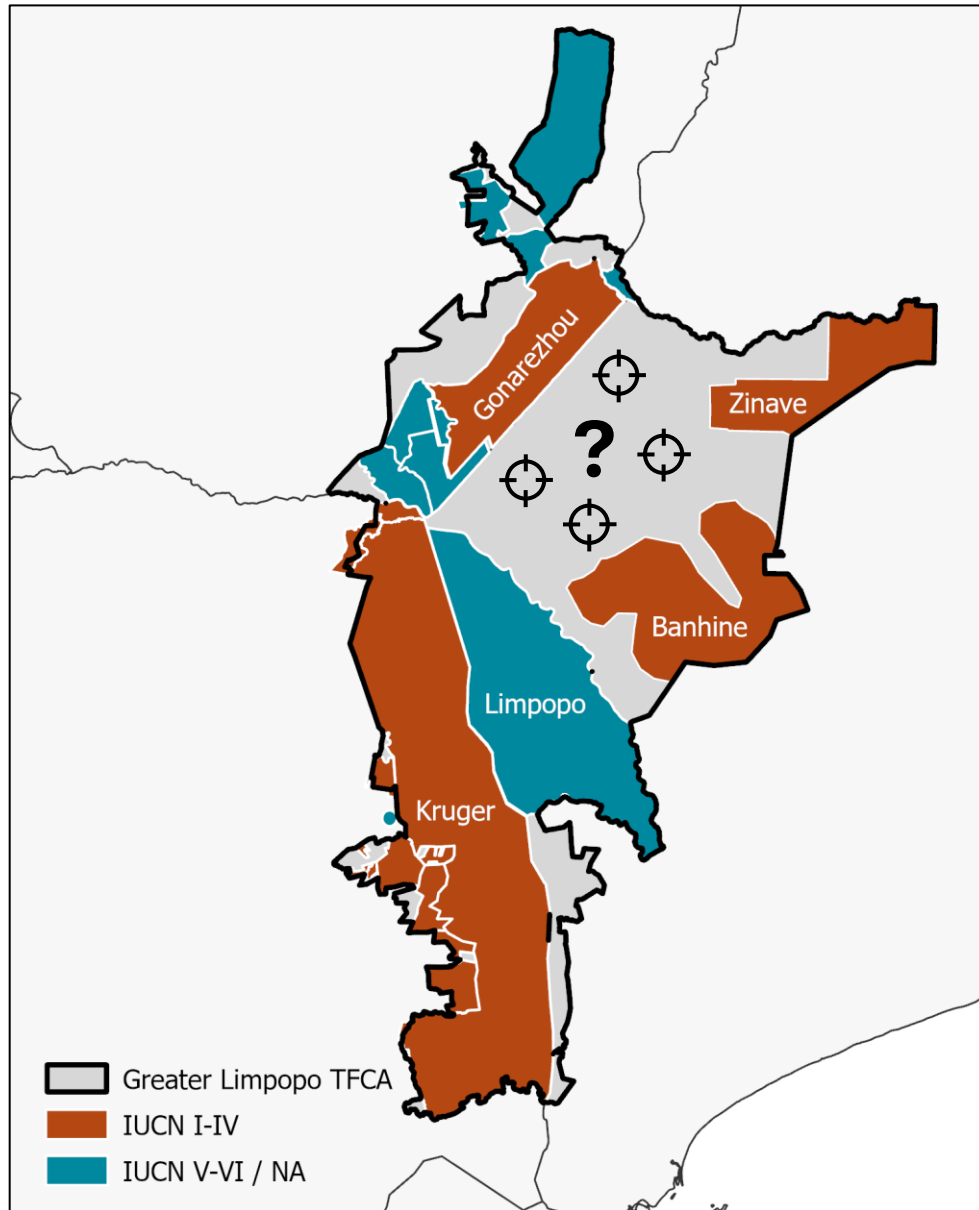 Gonarezhou
Zinave
?
Banhine
Limpopo
Kruger
Greater Limpopo TFCA
IUCN I-IV
IUCN V-VI / NA